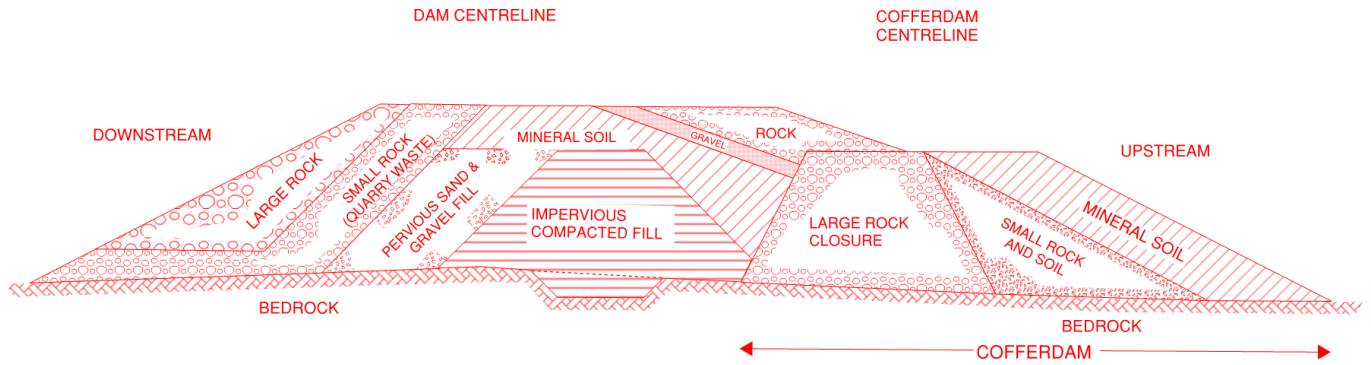 DAM CENTRELINE
COFFERDAM
CENTRELINE
DOWNSTREAM
LARGE ROCK
SMALL ROCK
(QUARRY WASTE)
PERVIOUS SAND &
GRAVEL FILL
MINERAL SOIL
IMPERVIOUS
COMPACTED FILL
GRAVEL
ROCK
LARGE ROCK
CLOSURE
SMALL ROCK
AND SOIL
MINERAL SOIL
UPSTREAM
BEDROCK
BEDROCK
COFFERDAM